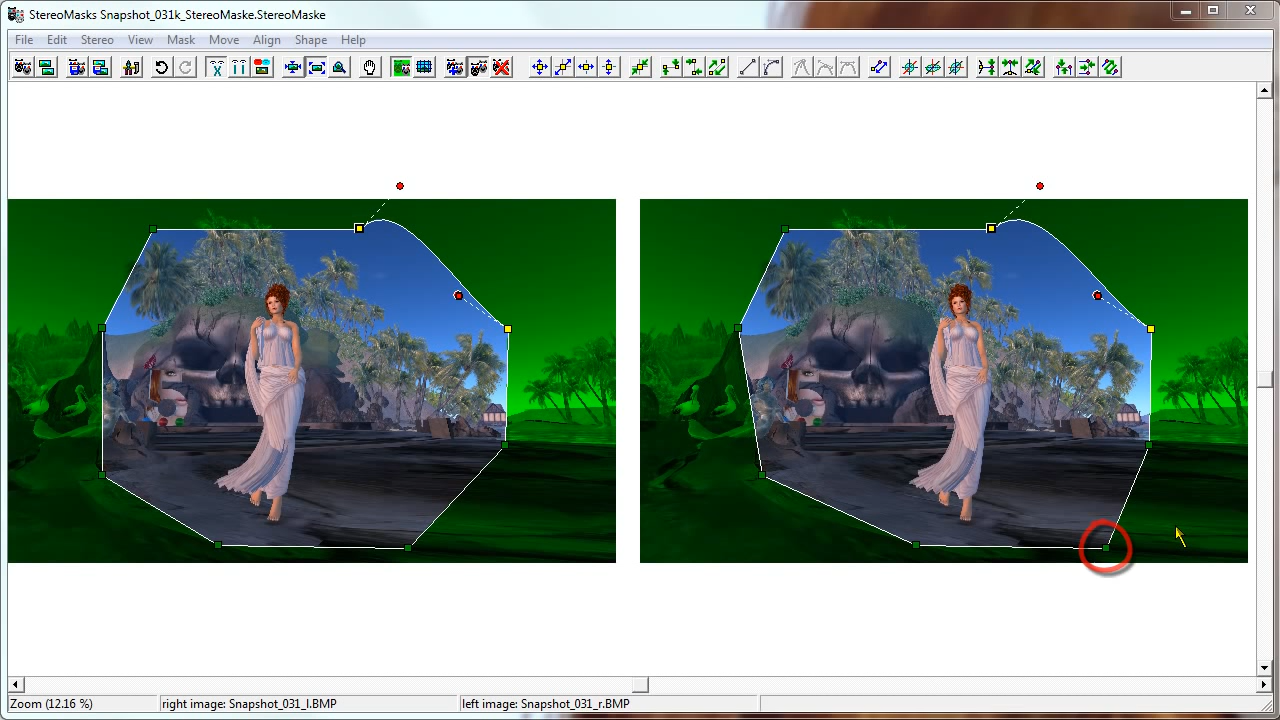 StereoMasks Snapshot_031k_StereoMaske.StereoMaske
File Edit Stereo View Mask Move Align Shape Help
Zoom (12.16 %) right image: Snapshot_031_l.BMP left image: Snapshot_031_r.BMP